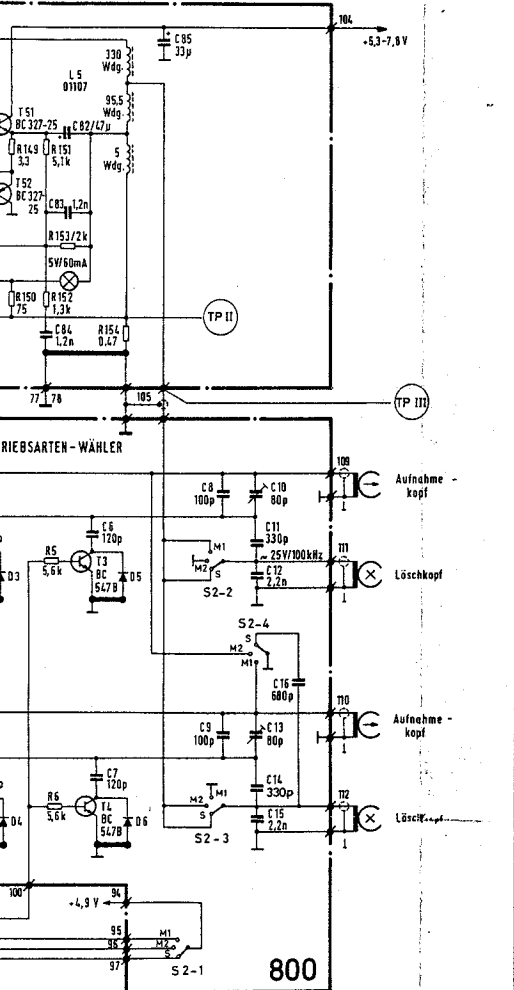 104
+5,3-7,8 V
C 85
33µ
330
Wdg.
L 5
01107
95,5
Wdg.
T51
BC 327-25
C82/47µ
R149
3,3
R151
5,1k
5
Wdg.
T52
BC 327-
25
C83
1,2n
R153/2k
5V/60mA
R150
75
R152
1,3k
TP II
C84
1,2n
R154
0,47
77
78
105
TP III
RIEBSARTEN-WÄHLER
109
C8
100p
C10
80p
Aufnahme -
kopf
C6
120p
C11
330p
111
~ 25V/100kHz
R5
5,6k
T3
BC
547B
D3
D5
M1
M2
S
S2-2
C12
2,2n
Löschkopf
S2-4
S
M2
M1
C16
680p
110
C9
100p
C13
80p
Aufnahme -
kopf
C7
120p
C14
330p
112
M1
M2
S
S2-3
R6
5,6k
T4
BC
547B
D4
D6
C15
2,2n
100
94
+4,9 V
95
M1
96
M2
97
S
S2-1
800